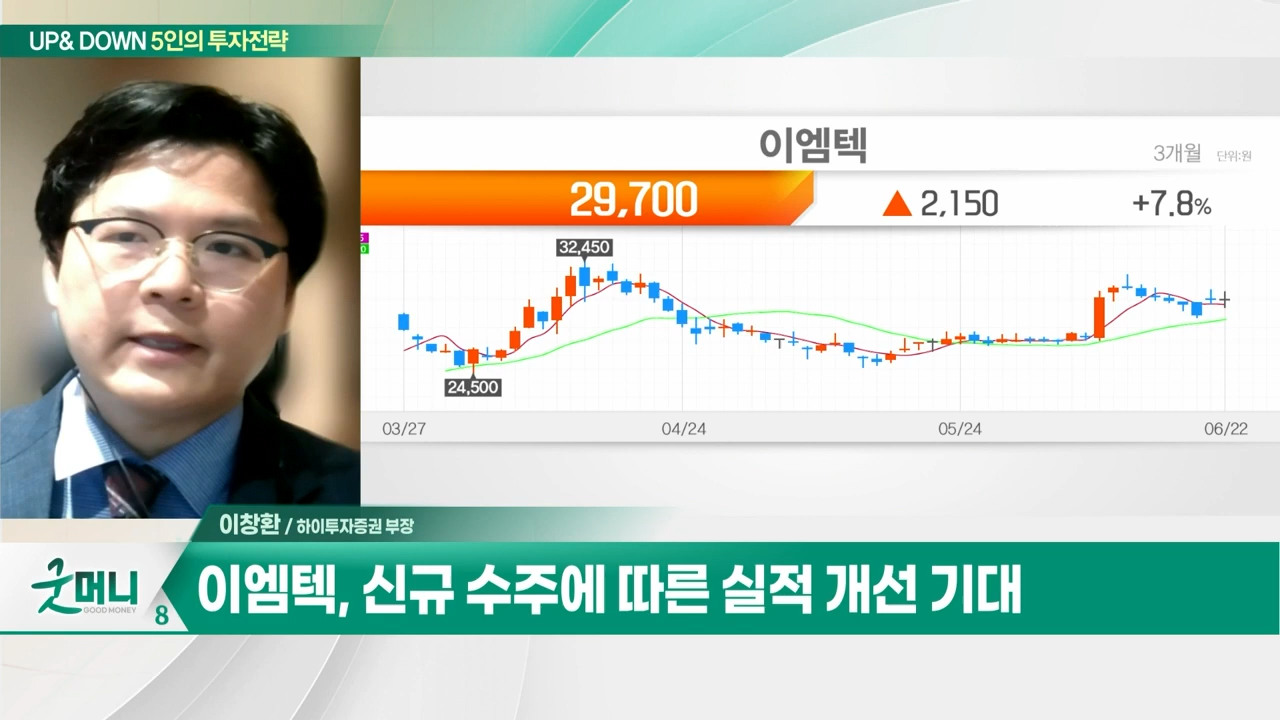 UP& DOWN 5인의 투자전략
이엠텍
3개월 단위:원
29,700 ▲ 2,150 +7.8%
32,450
24,500
03/27 04/24 05/24 06/22
이창환 / 하이투자증권 부장
굿머니
GOOD MONEY
8
이엠텍, 신규 수주에 따른 실적 개선 기대